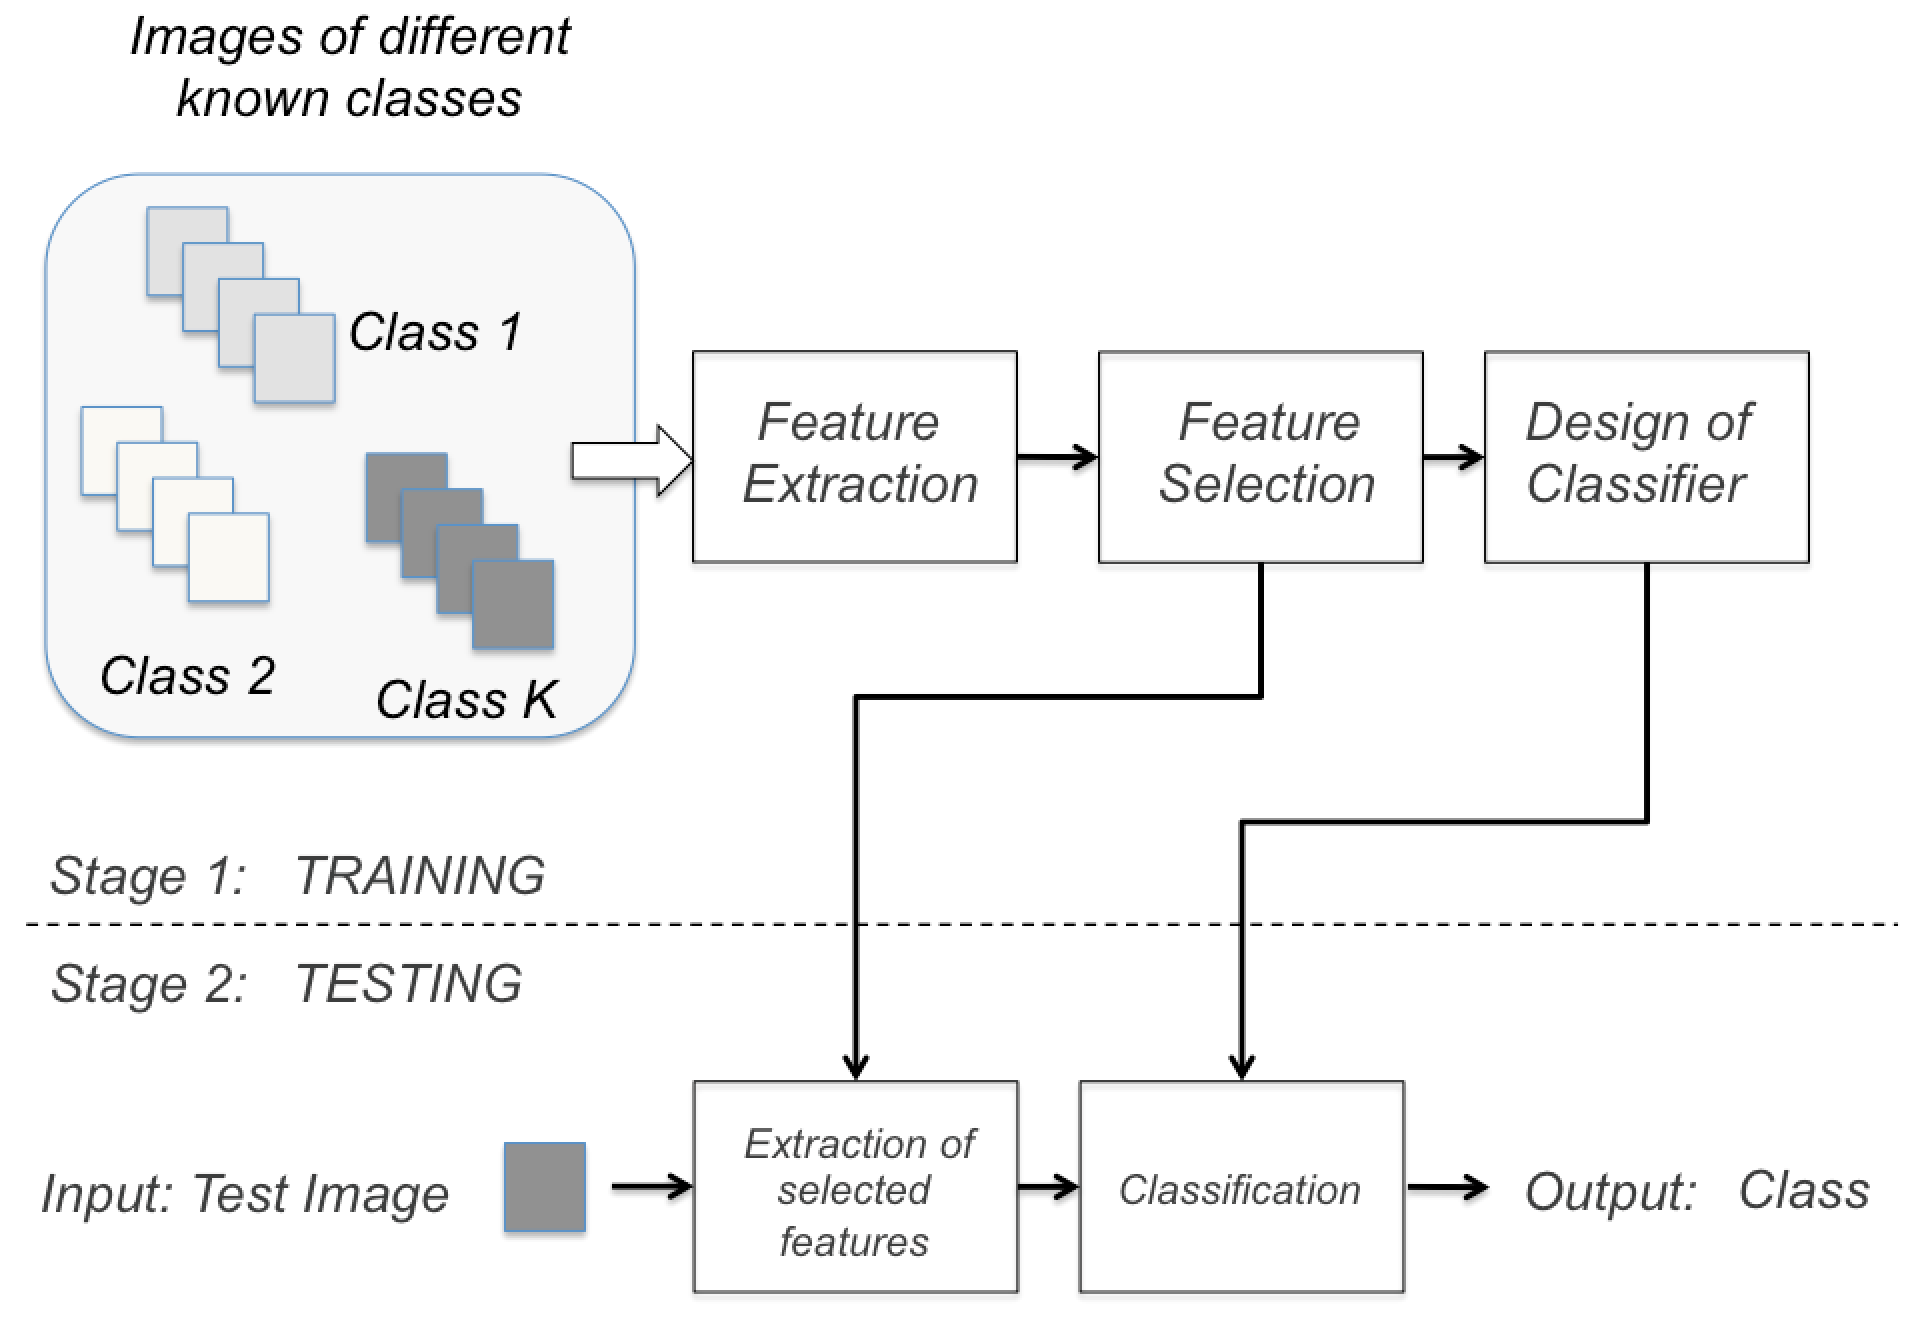 Images of different
known classes
Class 1
Class 2
Class K
Feature
Extraction
Feature
Selection
Design of
Classifier
Stage 1: TRAINING
Stage 2: TESTING
Input: Test Image
Extraction of
selected
features
Classification
Output: Class